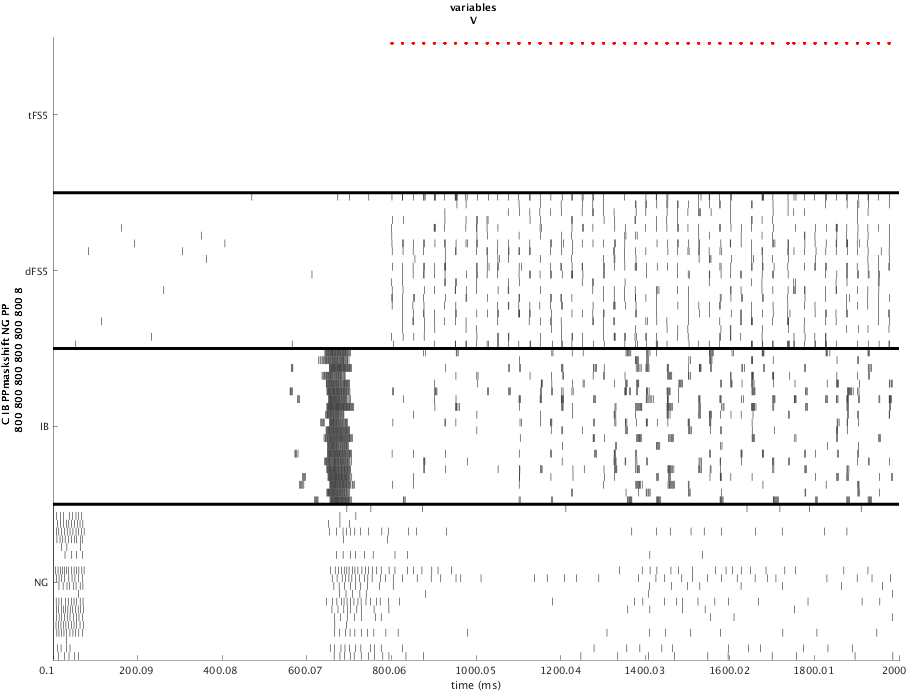 variables
V
tFS5
dFS5
IB
NG
C IB PPmaskshift NG PP
800 800 800 800 800 800 800 8
0.1 200.09 400.08 600.07 800.06 1000.05 1200.04 1400.03 1600.02 1800.01 2000
time (ms)